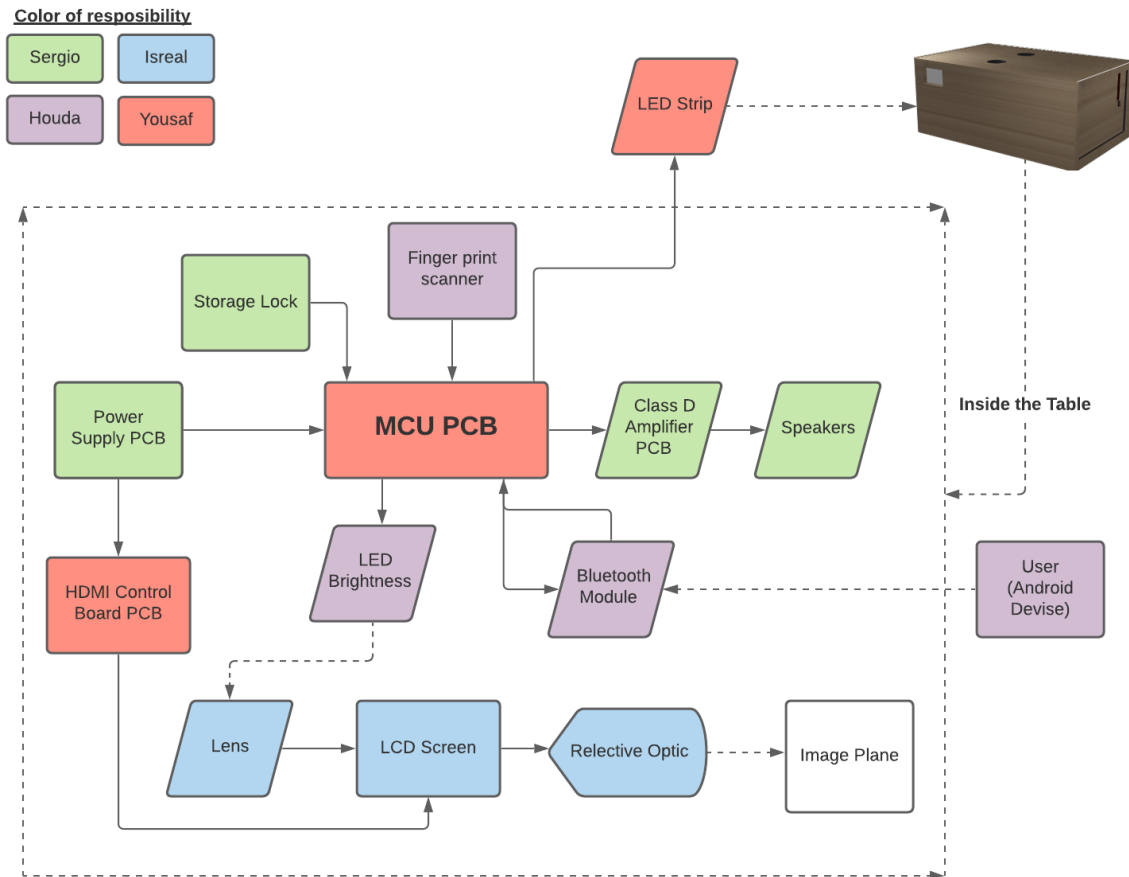 Color of resposibility
Sergio
Isreal
Houda
Yousaf
LED Strip
Finger print
scanner
Storage Lock
Power
Supply PCB
MCU PCB
Class D
Amplifier
PCB
Speakers
Inside the Table
LED
Brightness
Bluetooth
Module
User
(Android
Devise)
HDMI Control
Board PCB
Lens
LCD Screen
Relective Optic
Image Plane